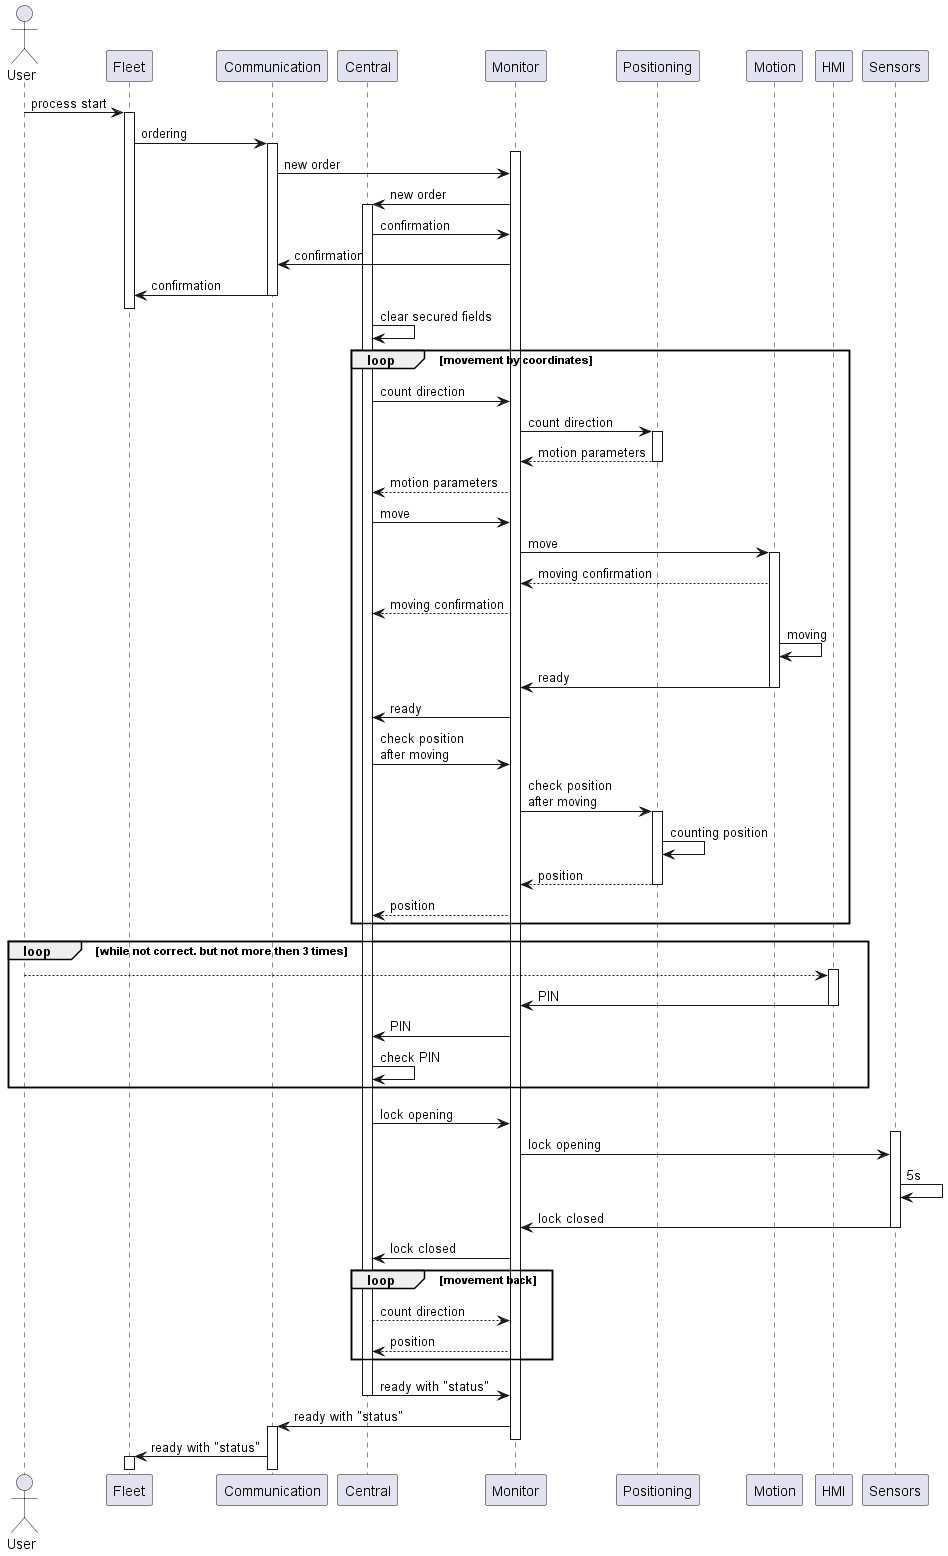 User
Fleet
Communication
Central
Monitor
Positioning
Motion
HMI
Sensors
process start
ordering
new order
new order
confirmation
confirmation
confirmation
clear secured fields
loop
[movement by coordinates]
count direction
count direction
motion parameters
motion parameters
move
move
moving confirmation
moving confirmation
moving
ready
ready
check position
after moving
check position
after moving
counting position
position
position
loop
[while not correct. but not more then 3 times]
PIN
PIN
check PIN
lock opening
lock opening
5s
lock closed
lock closed
loop
[movement back]
count direction
position
ready with "status"
ready with "status"
ready with "status"
Fleet
Communication
Central
Monitor
Positioning
Motion
HMI
Sensors
User